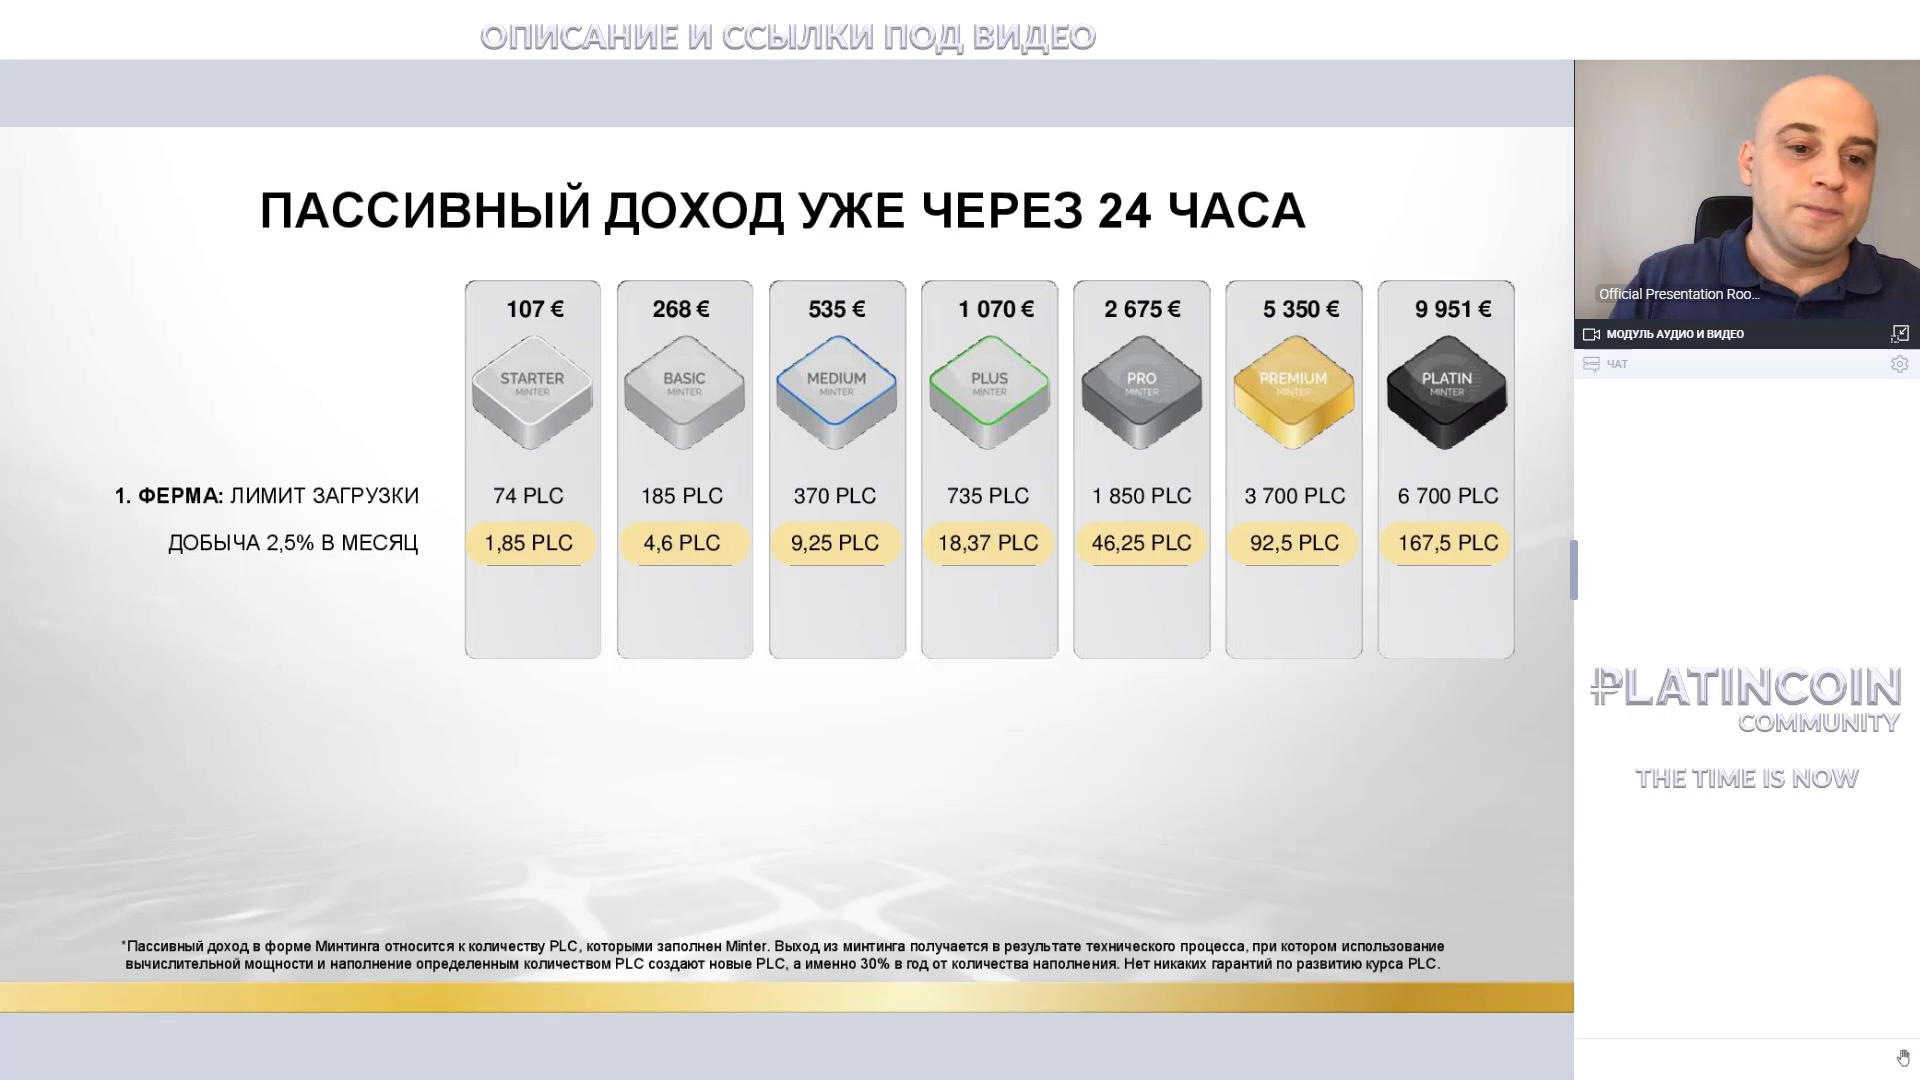 ОПИСАНИЕ И ССЫЛКИ ПОД ВИДЕО
ПАССИВНЫЙ ДОХОД УЖЕ ЧЕРЕЗ 24 ЧАСА
107 € 268 € 535 € 1 070 € 2 675 € 5 350 € 9 951 €
STARTER BASIC MEDIUM PLUS PRO PREMIUM PLATIN
MINTER MINTER MINTER MINTER MINTER MINTER MINTER
1. ФЕРМА: ЛИМИТ ЗАГРУЗКИ 74 PLC 185 PLC 370 PLC 735 PLC 1 850 PLC 3 700 PLC 6 700 PLC
ДОБЫЧА 2,5% В МЕСЯЦ 1,85 PLC 4,6 PLC 9,25 PLC 18,37 PLC 46,25 PLC 92,5 PLC 167,5 PLC
*Пассивный доход в форме Минтинга относится к количеству PLC, которыми заполнен Minter. Выход из минтинга получается в результате технического процесса, при котором использование
вычислительной мощности и наполнение определенным количеством PLC создают новые PLC, а именно 30% в год от количества наполнения. Нет никаких гарантий по развитию курса PLC.
Official Presentation Roo...
МОДУЛЬ АУДИО И ВИДЕО
ЧАТ
PLATINCOIN
COMMUNITY
THE TIME IS NOW